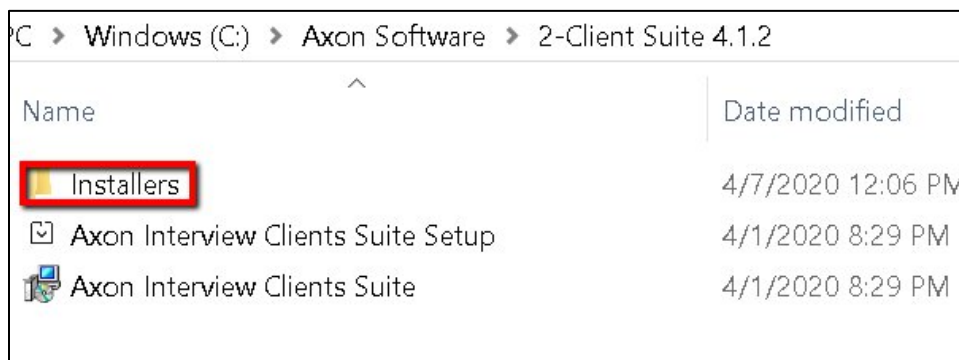 PC > Windows (C:) > Axon Software > 2-Client Suite 4.1.2
Name Date modified
Installers 4/7/2020 12:06 PM
Axon Interview Clients Suite Setup 4/1/2020 8:29 PM
Axon Interview Clients Suite 4/1/2020 8:29 PM